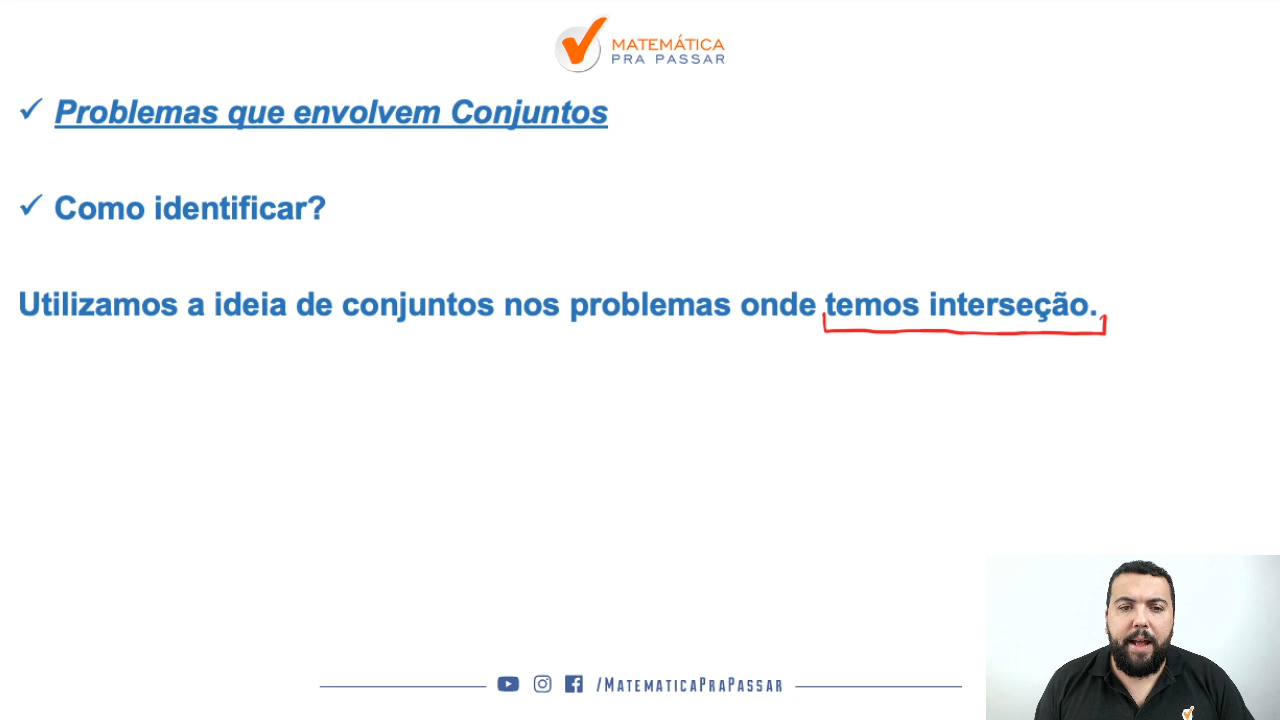 MATEMÁTICA
PRA PASSAR
Problemas que envolvem Conjuntos
Como identificar?
Utilizamos a ideia de conjuntos nos problemas onde temos interseção.
/MATEMATICAPRAPASSAR